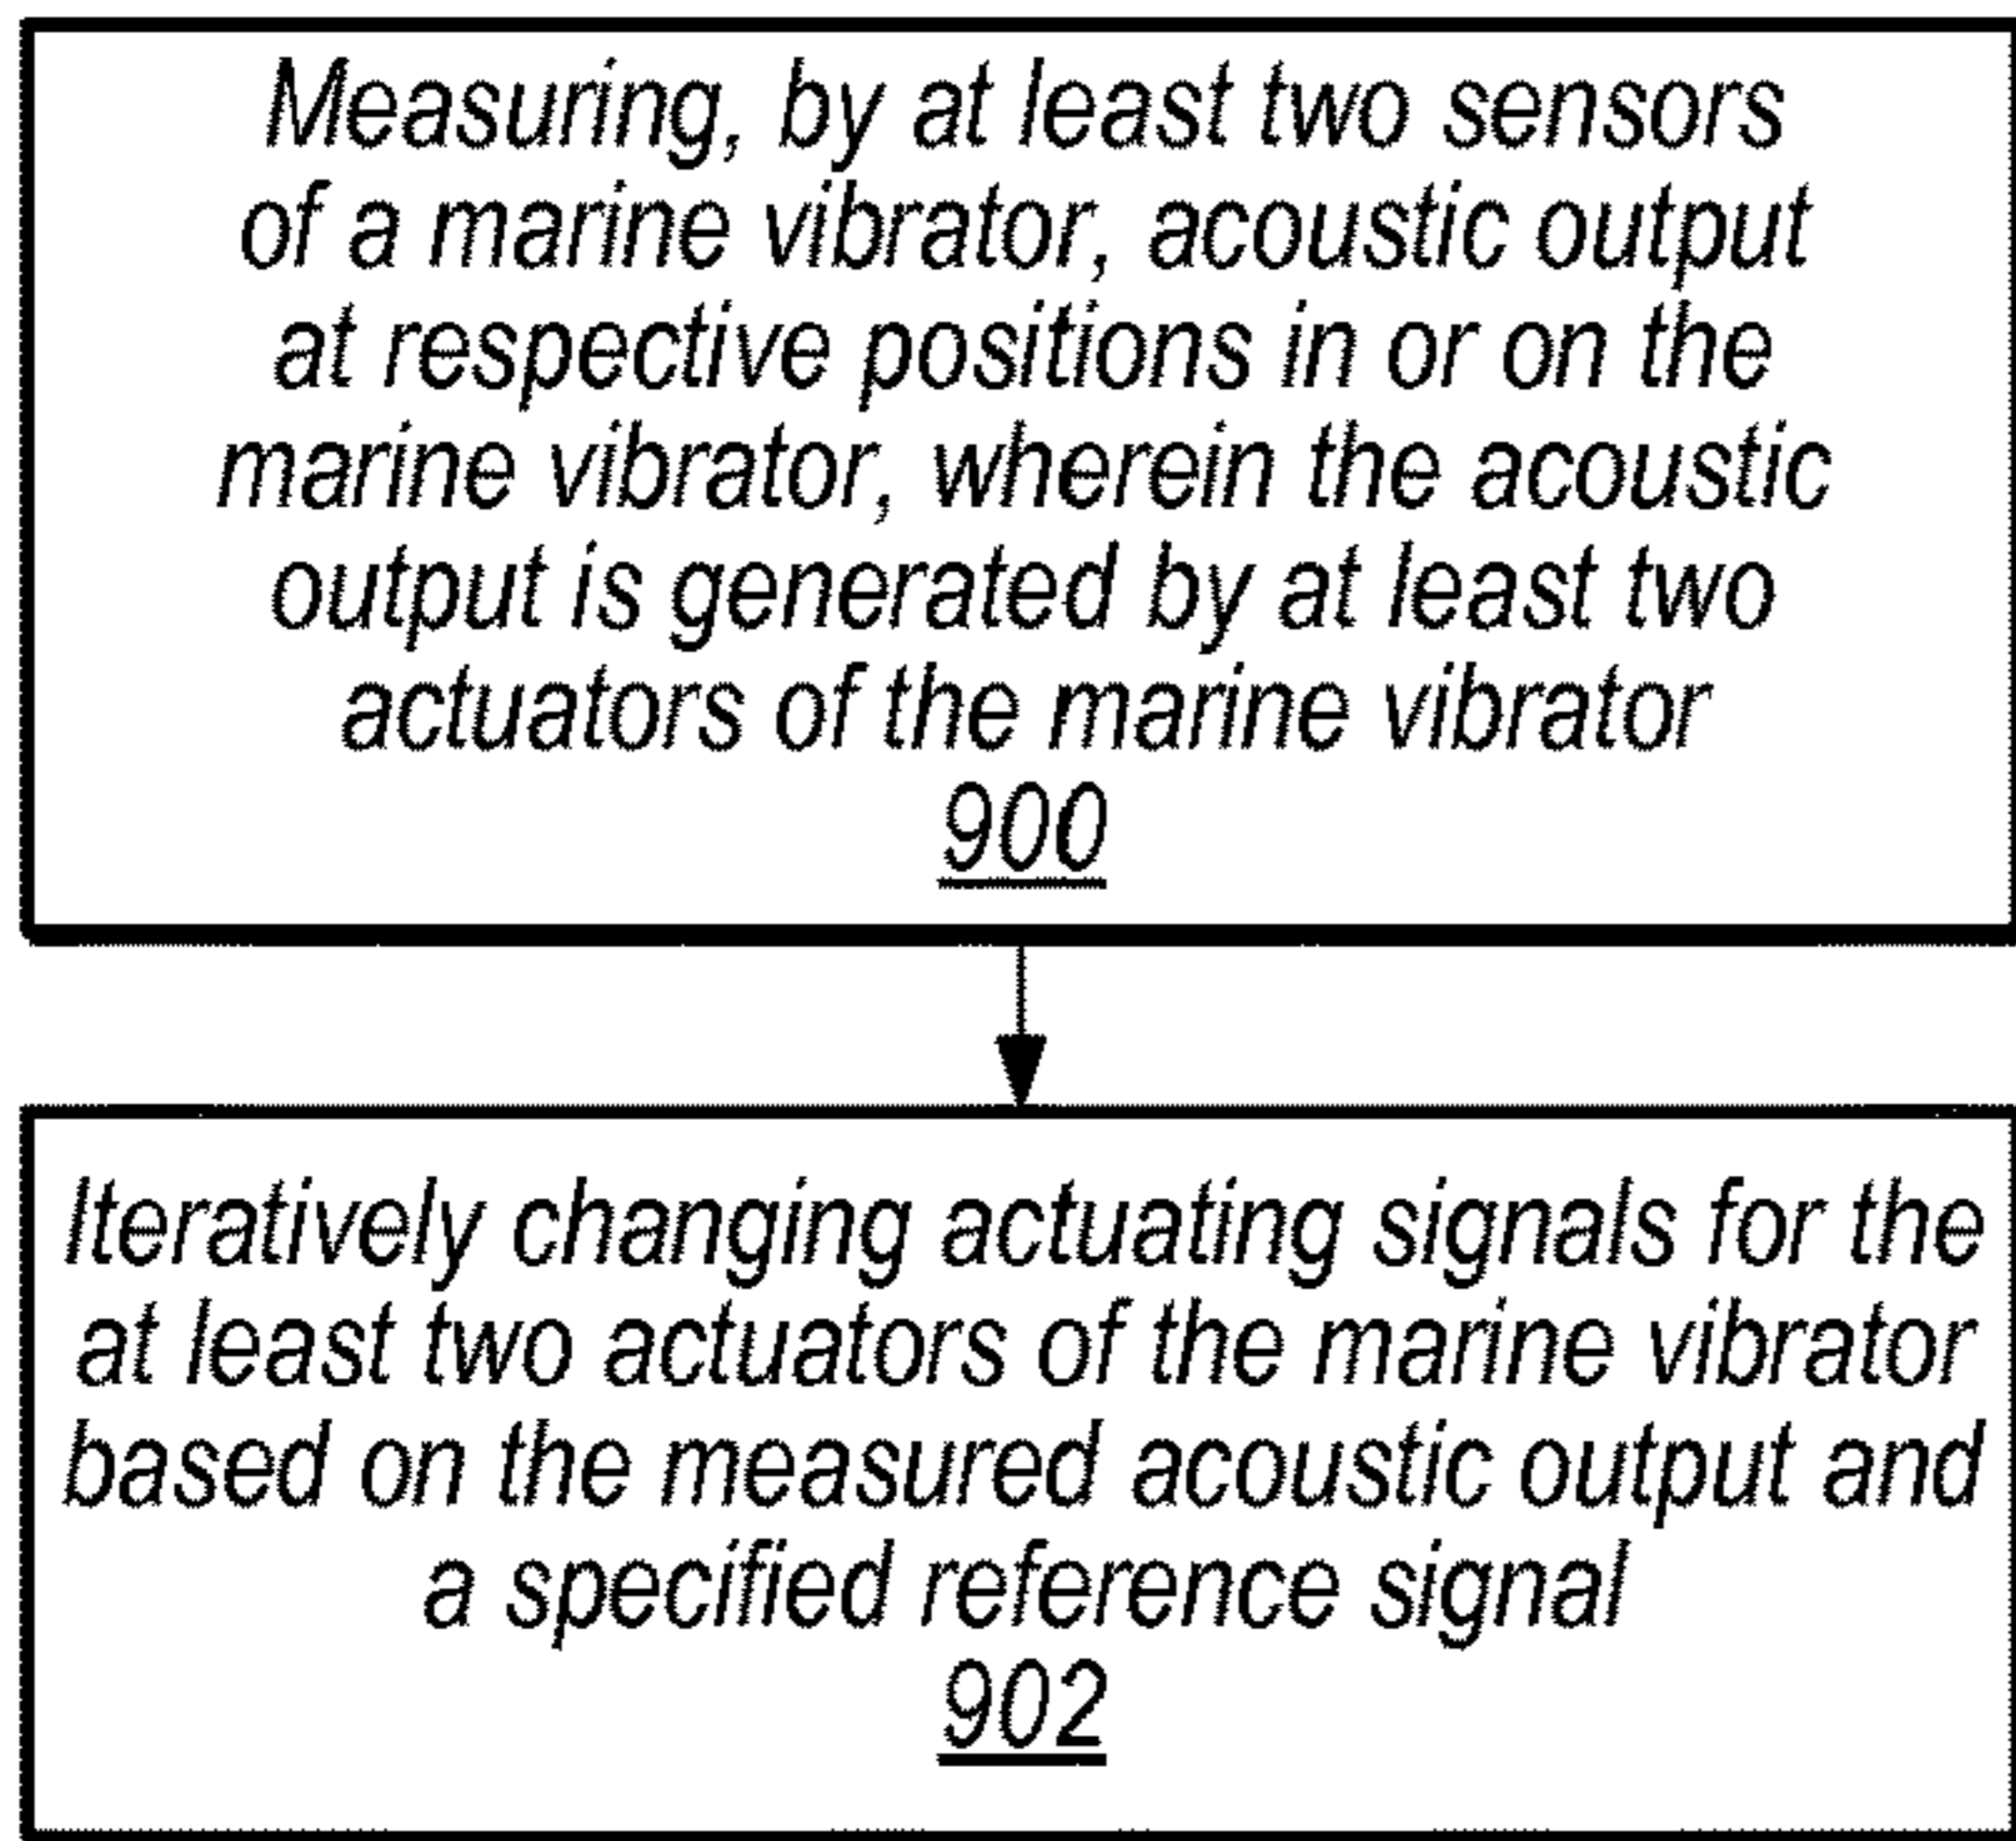 Measuring, by at least two sensors
of a marine vibrator, acoustic output
at respective positions in or on the
marine vibrator, wherein the acoustic
output is generated by at least two
actuators of the marine vibrator
900
Iteratively changing actuating signals for the
at least two actuators of the marine vibrator
based on the measured acoustic output and
a specified reference signal
902